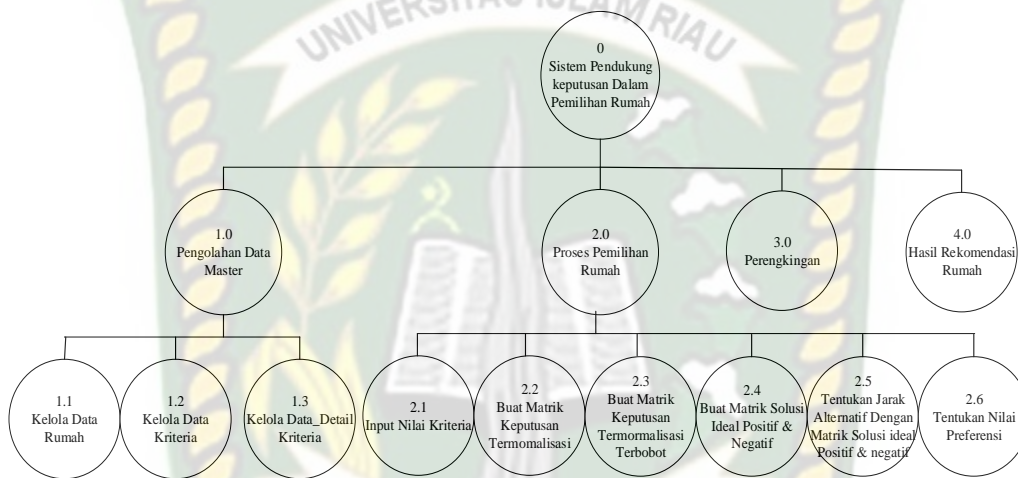 UNIVERSITAS ISLAM RIAU
0
Sistem Pendukung
keputusan Dalam
Pemilihan Rumah
1.0
Pengolahan Data
Master
2.0
Proses Pemilihan
Rumah
3.0
Perengkingan
4.0
Hasil Rekomendasi
Rumah
1.1
Kelola Data
Rumah
1.2
Kelola Data
Kriteria
1.3
Kelola Data_Detail
Kriteria
2.1
Input Nilai Kriteria
2.2
Buat Matrik
Keputusan
Termomalisasi
2.3
Buat Matrik
Keputusan
Termormalisasi
Terbobot
2.4
Buat Matrik Solusi
Ideal Positif &
Negatif
2.5
Tentukan Jarak
Alternatif Dengan
Matrik Solusi ideal
Positif & negatif
2.6
Tentukan Nilai
Preferensi